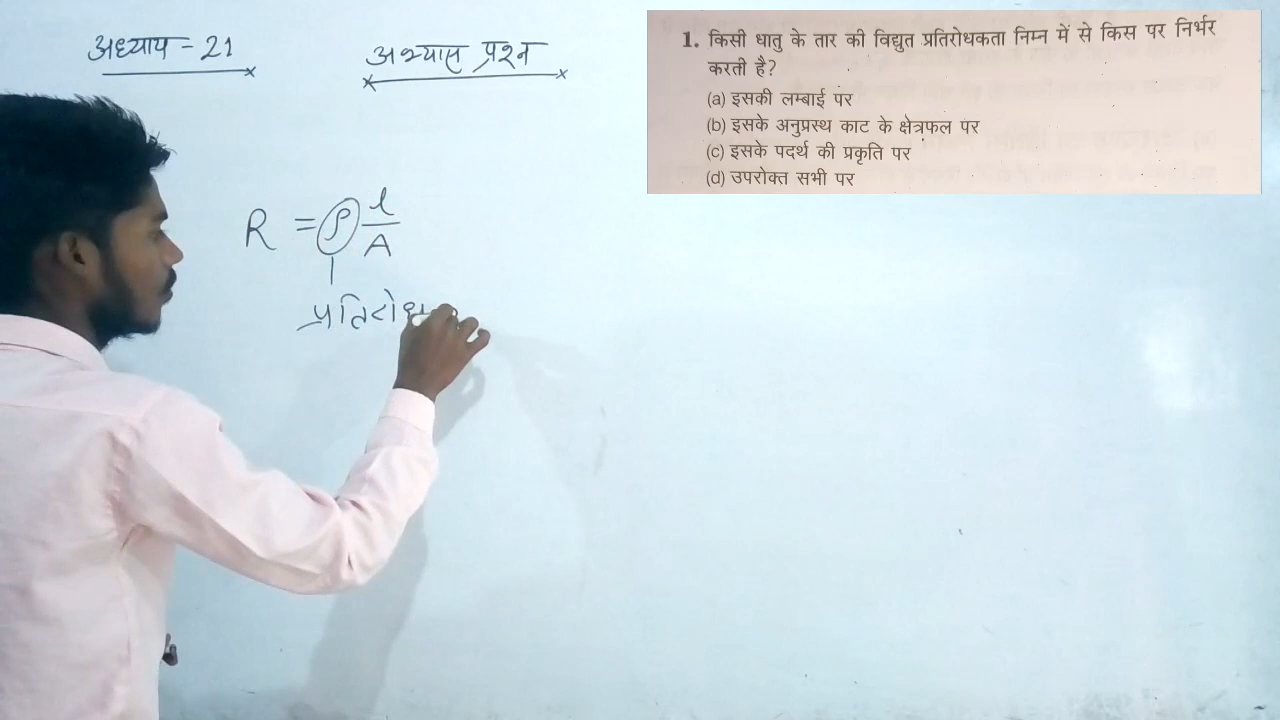 अध्याय - 21
अभ्यास प्रश्न
1. किसी धातु के तार की विद्युत प्रतिरोधकता निम्न में से किस पर निर्भर
करती है?
(a) इसकी लम्बाई पर
(b) इसके अनुप्रस्थ काट के क्षेत्रफल पर
(c) इसके पदर्थ की प्रकृति पर
(d) उपरोक्त सभी पर
R = ρ l/A
प्रतिरोध